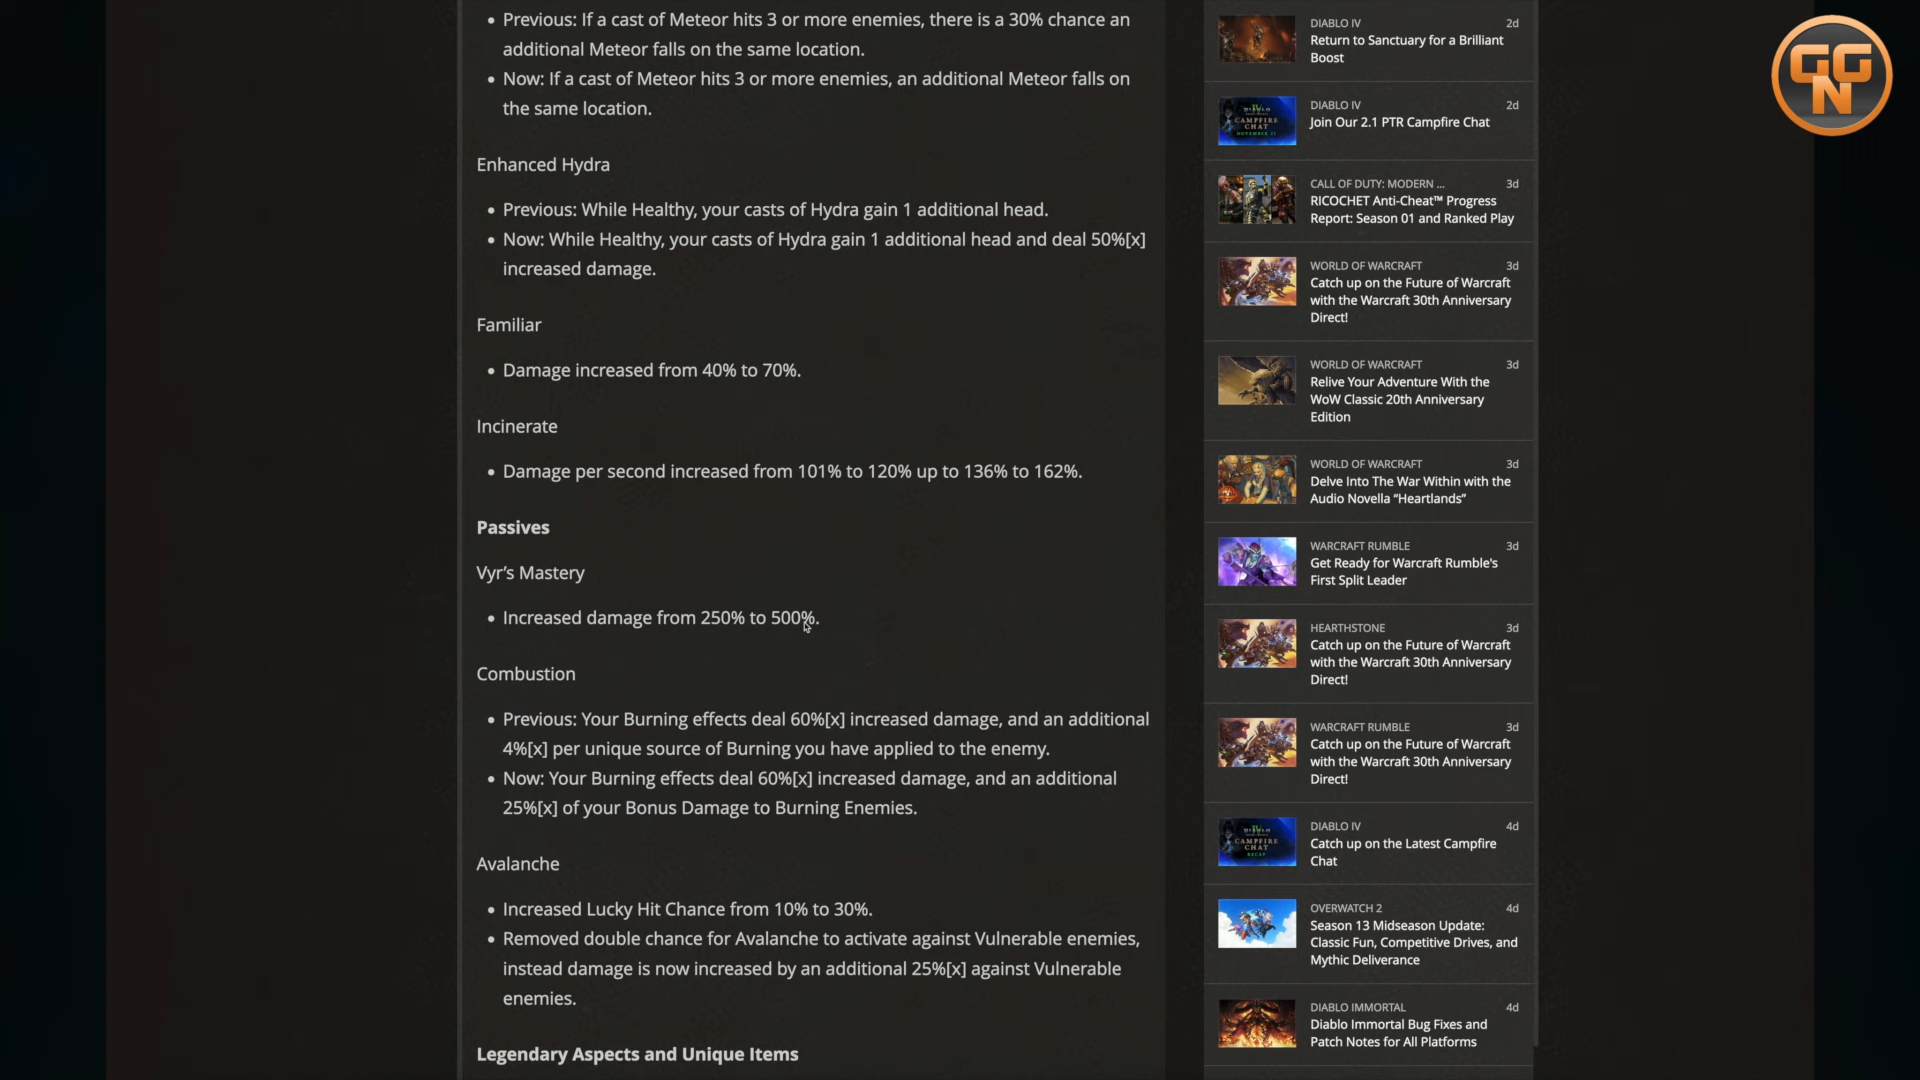 • Previous: If a cast of Meteor hits 3 or more enemies, there is a 30% chance an
additional Meteor falls on the same location.
• Now: If a cast of Meteor hits 3 or more enemies, an additional Meteor falls on
the same location.
Enhanced Hydra
• Previous: While Healthy, your casts of Hydra gain 1 additional head.
• Now: While Healthy, your casts of Hydra gain 1 additional head and deal 50%[x]
increased damage.
Familiar
• Damage increased from 40% to 70%.
Incinerate
• Damage per second increased from 101% to 120% up to 136% to 162%.
Passives
Vyr’s Mastery
• Increased damage from 250% to 500%.
Combustion
• Previous: Your Burning effects deal 60%[x] increased damage, and an additional
4%[x] per unique source of Burning you have applied to the enemy.
• Now: Your Burning effects deal 60%[x] increased damage, and an additional
25%[x] of your Bonus Damage to Burning Enemies.
Avalanche
• Increased Lucky Hit Chance from 10% to 30%.
• Removed double chance for Avalanche to activate against Vulnerable enemies,
instead damage is now increased by an additional 25%[x] against Vulnerable
enemies.
Legendary Aspects and Unique Items
DIABLO IV 2d
Return to Sanctuary for a Brilliant
Boost
DIABLO IV 2d
Join Our 2.1 PTR Campfire Chat
DIABLO
CAMPFIRE
CHAT
NOVEMBER 21
CALL OF DUTY: MODERN ... 3d
RICOCHET Anti-Cheat™ Progress
Report: Season 01 and Ranked Play
WORLD OF WARCRAFT 3d
Catch up on the Future of Warcraft
with the Warcraft 30th Anniversary
Direct!
WORLD OF WARCRAFT 3d
Relive Your Adventure With the
WoW Classic 20th Anniversary
Edition
WORLD OF WARCRAFT 3d
Delve Into The War Within with the
Audio Novella “Heartlands”
WARCRAFT RUMBLE 3d
Get Ready for Warcraft Rumble's
First Split Leader
HEARTHSTONE 3d
Catch up on the Future of Warcraft
with the Warcraft 30th Anniversary
Direct!
WARCRAFT RUMBLE 3d
Catch up on the Future of Warcraft
with the Warcraft 30th Anniversary
Direct!
DIABLO IV 4d
Catch up on the Latest Campfire
Chat
DIABLO
CAMPFIRE
CHAT
RECAP
OVERWATCH 2 4d
Season 13 Midseason Update:
Classic Fun, Competitive Drives, and
Mythic Deliverance
DIABLO IMMORTAL 4d
Diablo Immortal Bug Fixes and
Patch Notes for All Platforms
GGN